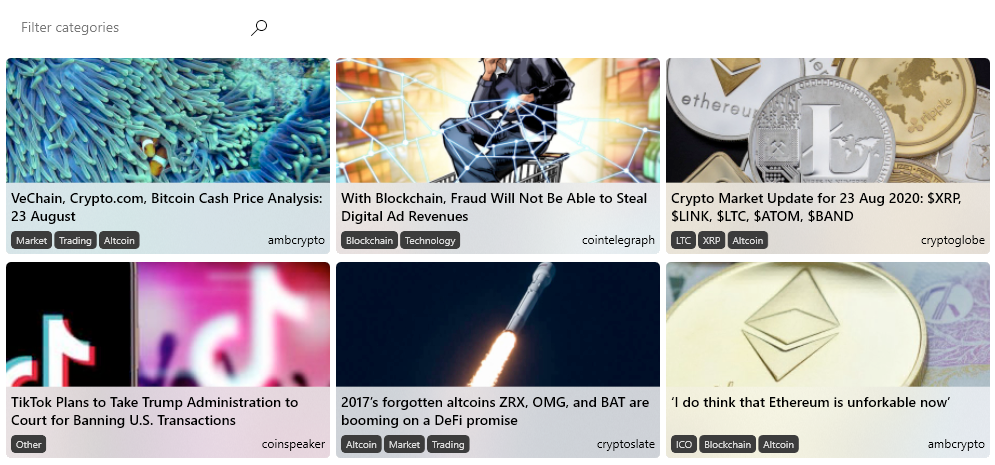 Filter categories
ethereum
ripple
VeChain, Crypto.com, Bitcoin Cash Price Analysis:
23 August
Market Trading Altcoin
ambcrypto
With Blockchain, Fraud Will Not Be Able to Steal
Digital Ad Revenues
Blockchain Technology
cointelegraph
Crypto Market Update for 23 Aug 2020: $XRP,
$LINK, $LTC, $ATOM, $BAND
LTC XRP Altcoin
cryptoglobe
TikTok Plans to Take Trump Administration to
Court for Banning U.S. Transactions
Other
coinspeaker
2017’s forgotten altcoins ZRX, OMG, and BAT are
booming on a DeFi promise
Altcoin Market Trading
cryptoslate
‘I do think that Ethereum is unforkable now’
ICO Blockchain Altcoin
ambcrypto